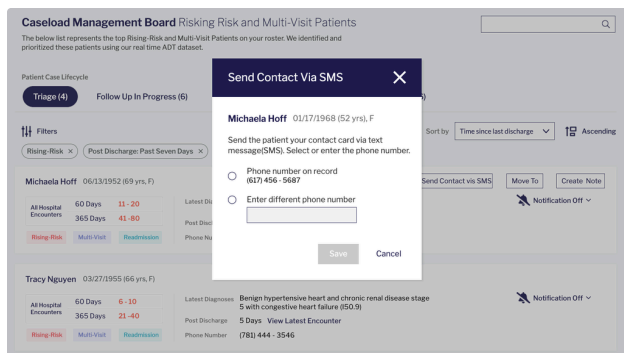 Caseload Management Board Risking Risk and Multi-Visit Patients
The below list represents the top Rising-Risk and Multi-Visit Patients on your roster. We identified and
prioritized these patients using our real time ADT dataset.
Patient Case Lifecycle
Triage (4) Follow Up In Progress (6)
Filters
Sort by Time since last discharge Ascending
Rising-Risk × Post Discharge: Past Seven Days ×
Send Contact Via SMS
Michaela Hoff 01/17/1968 (52 yrs), F
Send the patient your contact card via text
message(SMS). Select or enter the phone number.
Phone number on record
(617) 456 - 5687
Enter different phone number
Save Cancel
Michaela Hoff 06/13/1952 (69 yrs, F)
Send Contact vis SMS Move To Create Note
All Hospital
Encounters
60 Days 11 - 20
365 Days 41 -80
Latest
Post
Phone
Notification Off
Rising-Risk Multi-Visit Readmission
Tracy Nguyen 03/27/1955 (66 yrs, F)
All Hospital
Encounters
60 Days 6 - 10
365 Days 21 -40
Latest Diagnoses Benign hypertensive heart and chronic renal disease stage
5 with congestive heart failure (I50.9)
Post Discharge 5 Days View Latest Encounter
Phone Number (781) 444 - 3546
Notification Off
Rising-Risk Multi-Visit Readmission